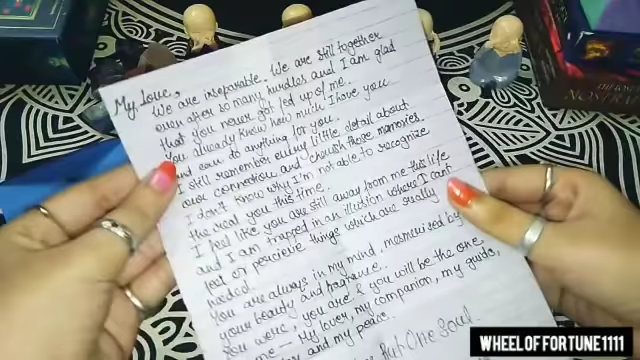 My Love,
We are inseparable. We are still together
even after so many hurdles and I am glad
that you never got fed up of me.
You already know how much I love you
and can do anything for you.
I still remember every little detail about
our connection and cherish those memories.
I don't know why I'm not able to recognize
the real you this time.
I feel like you are still away from me this life
and I am trapped in an illusion where I can't
feel or perceive things which are really
needed.
You are always in my mind, mesmerised by
your beauty and fragrance.
You were, you are & you will be the one
me — My lover, my companion, my guide,
and my peace.
But One Soul.
NOSTR
WHEEL OF FORTUNE1111